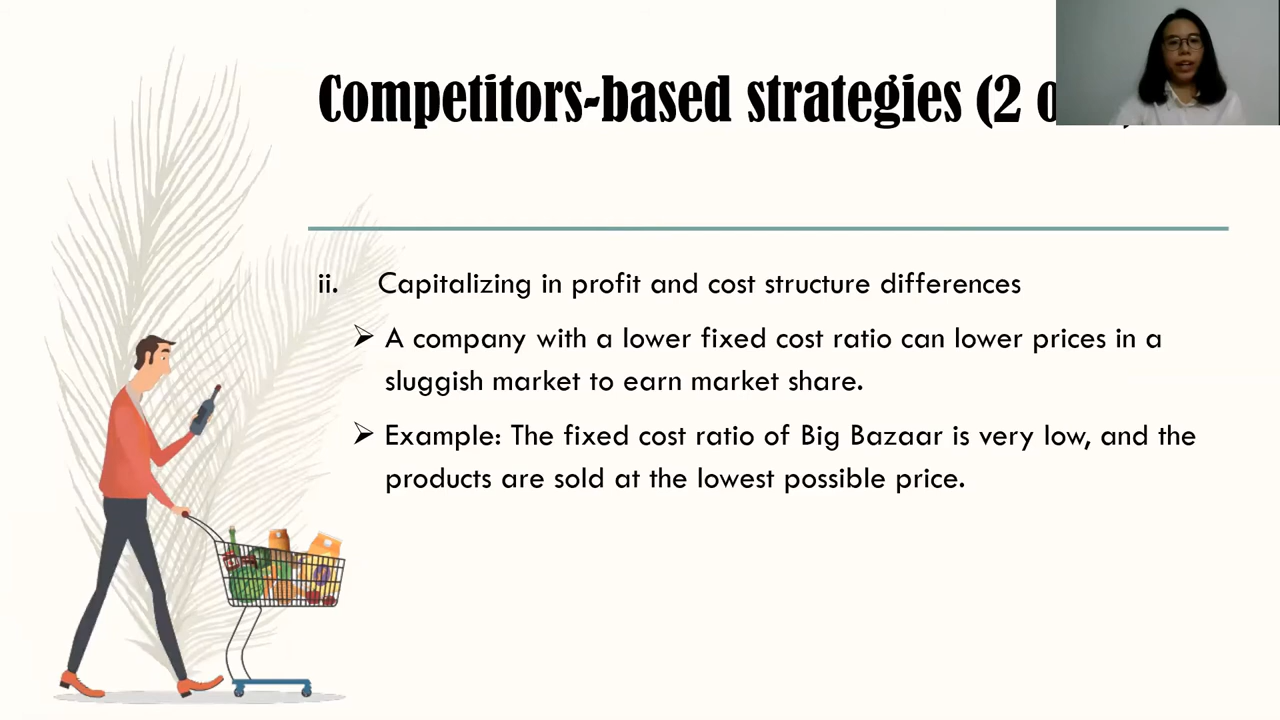 Competitors-based strategies (2
ii. Capitalizing in profit and cost structure differences
➢ A company with a lower fixed cost ratio can lower prices in a
sluggish market to earn market share.
➢ Example: The fixed cost ratio of Big Bazaar is very low, and the
products are sold at the lowest possible price.